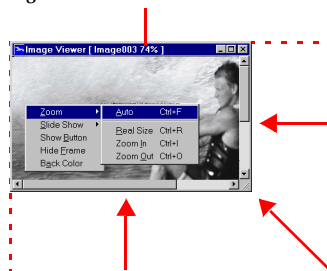 Image Viewer [ Image003 74% ]
Zoom
Slide Show
Show Button
Hide Frame
Back Color
Auto Ctrl+F
Real Size Ctrl+R
Zoom In Ctrl+I
Zoom Out Ctrl+O